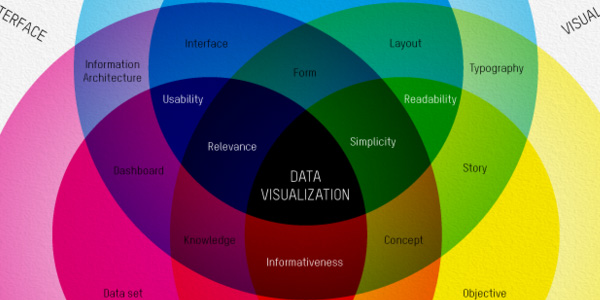 TERFACE
VISUAL
Interface
Layout
Information
Architecture
Form
Typography
Usability
Readability
Relevance
Simplicity
Dashboard
Story
DATA
VISUALIZATION
Knowledge
Concept
Informativeness
Data set
Objective